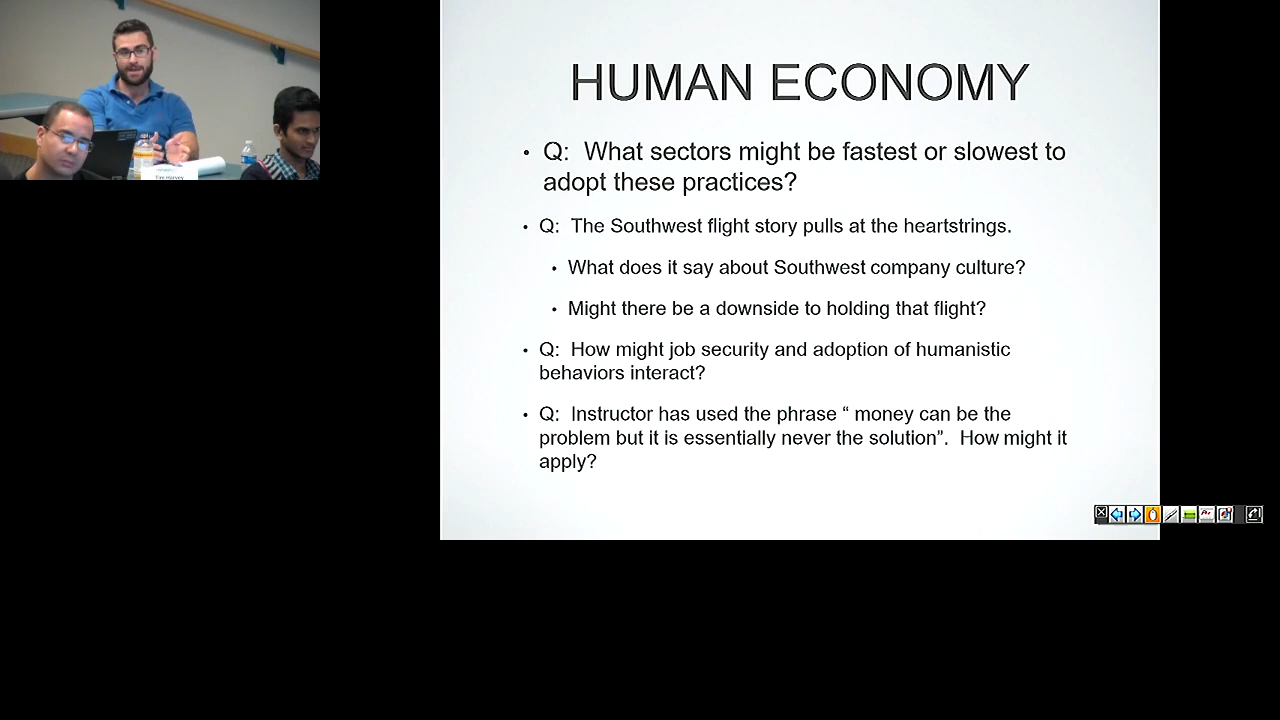 Tim Harvey
HUMAN ECONOMY
• Q: What sectors might be fastest or slowest to
adopt these practices?
• Q: The Southwest flight story pulls at the heartstrings.
• What does it say about Southwest company culture?
• Might there be a downside to holding that flight?
• Q: How might job security and adoption of humanistic
behaviors interact?
• Q: Instructor has used the phrase “ money can be the
problem but it is essentially never the solution”. How might it
apply?